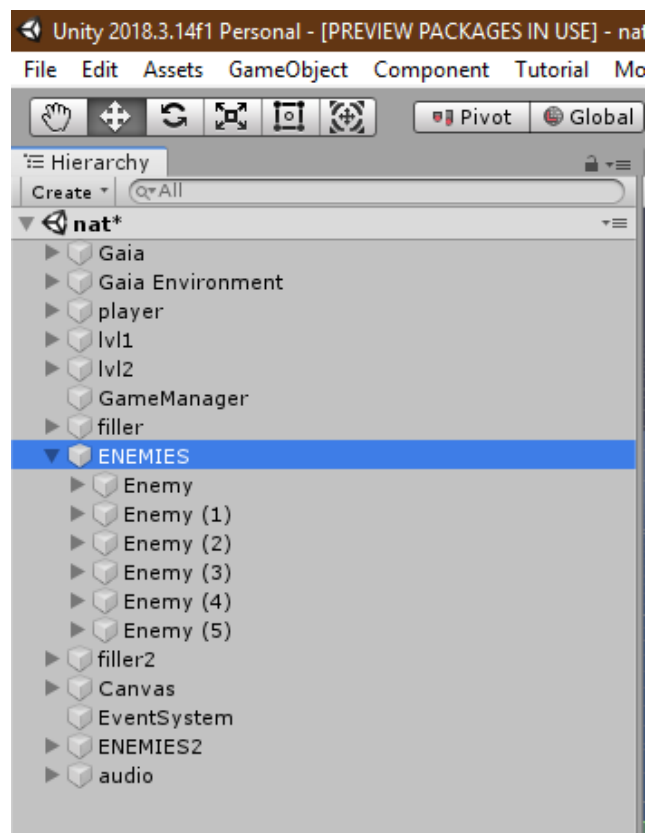 Unity 2018.3.14f1 Personal - [PREVIEW PACKAGES IN USE] - nat
File Edit Assets GameObject Component Tutorial Mo
Pivot Global
Hierarchy
Create All
nat*
Gaia
Gaia Environment
player
lvl1
lvl2
GameManager
filler
ENEMIES
Enemy
Enemy (1)
Enemy (2)
Enemy (3)
Enemy (4)
Enemy (5)
filler2
Canvas
EventSystem
ENEMIES2
audio